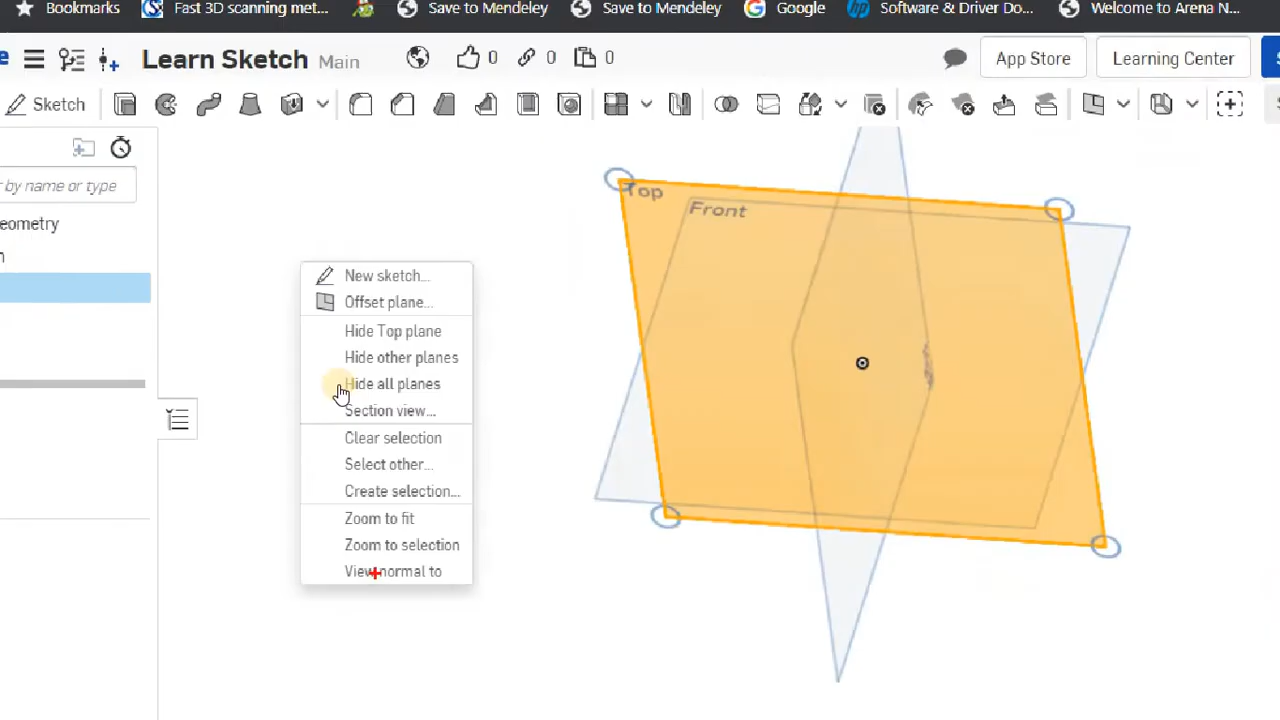 Bookmarks Fast 3D scanning met... Save to Mendeley Save to Mendeley Google Software & Driver Do... Welcome to Arena N...
Learn Sketch Main 0 0 0 App Store Learning Center
Sketch
r by name or type
eometry
n
Top
Front
New sketch...
Offset plane...
Hide Top plane
Hide other planes
Hide all planes
Section view...
Clear selection
Select other...
Create selection...
Zoom to fit
Zoom to selection
View normal to